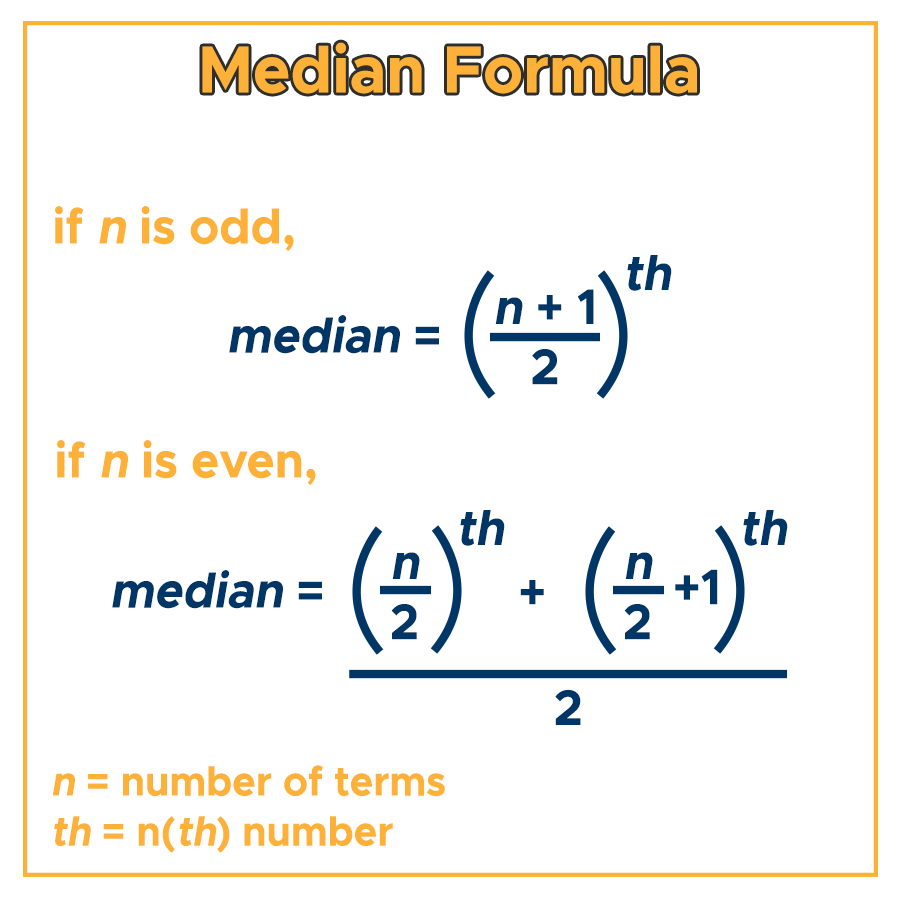 Median Formula
if n is odd,
median = ((n + 1)/2)^th
if n is even,
median = ((n/2)^th + (n/2 +1)^th)/2
n = number of terms
th = n(th) number